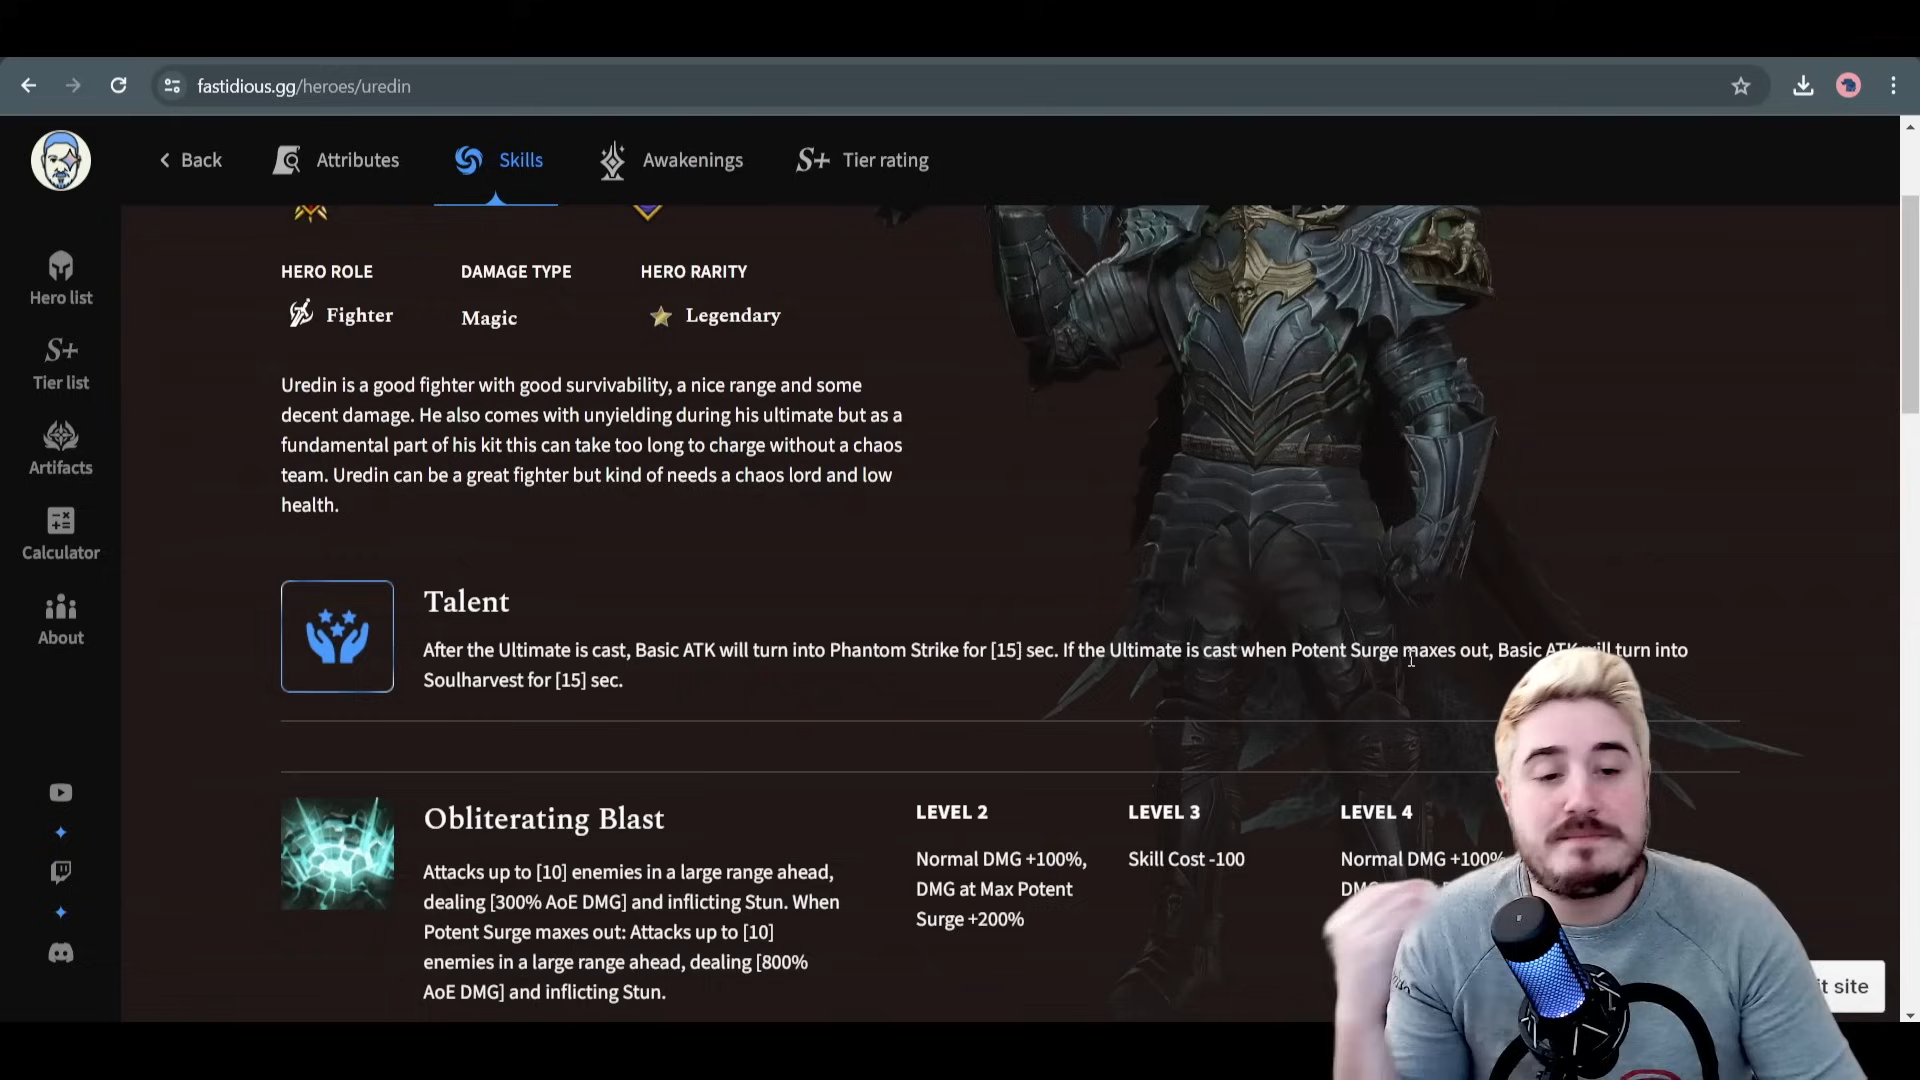 fastidious.gg/heroes/uredin
Back
Attributes
Skills
S+ Tier rating
Awakenings
Hero list
S+
Tier list
Artifacts
Calculator
About
HERO ROLE
DAMAGE TYPE
HERO RARITY
Fighter
Magic
Legendary
Uredin is a good fighter with good survivability, a nice range and some
decent damage. He also comes with unyielding during his ultimate but as a
fundamental part of his kit this can take too long to charge without a chaos
team. Uredin can be a great fighter but kind of needs a chaos lord and low
health.
Talent
After the Ultimate is cast, Basic ATK will turn into Phantom Strike for [15] sec. If the Ultimate is cast when Potent Surge maxes out, Basic ATK will turn into
Soulharvest for [15] sec.
Obliterating Blast
Attacks up to [10] enemies in a large range ahead,
dealing [300% AoE DMG] and inflicting Stun. When
Potent Surge maxes out: Attacks up to [10]
enemies in a large range ahead, dealing [800%
AoE DMG] and inflicting Stun.
LEVEL 2
Normal DMG +100%,
DMG at Max Potent
Surge +200%
LEVEL 3
Skill Cost -100
LEVEL 4
Normal DMG +100%
site